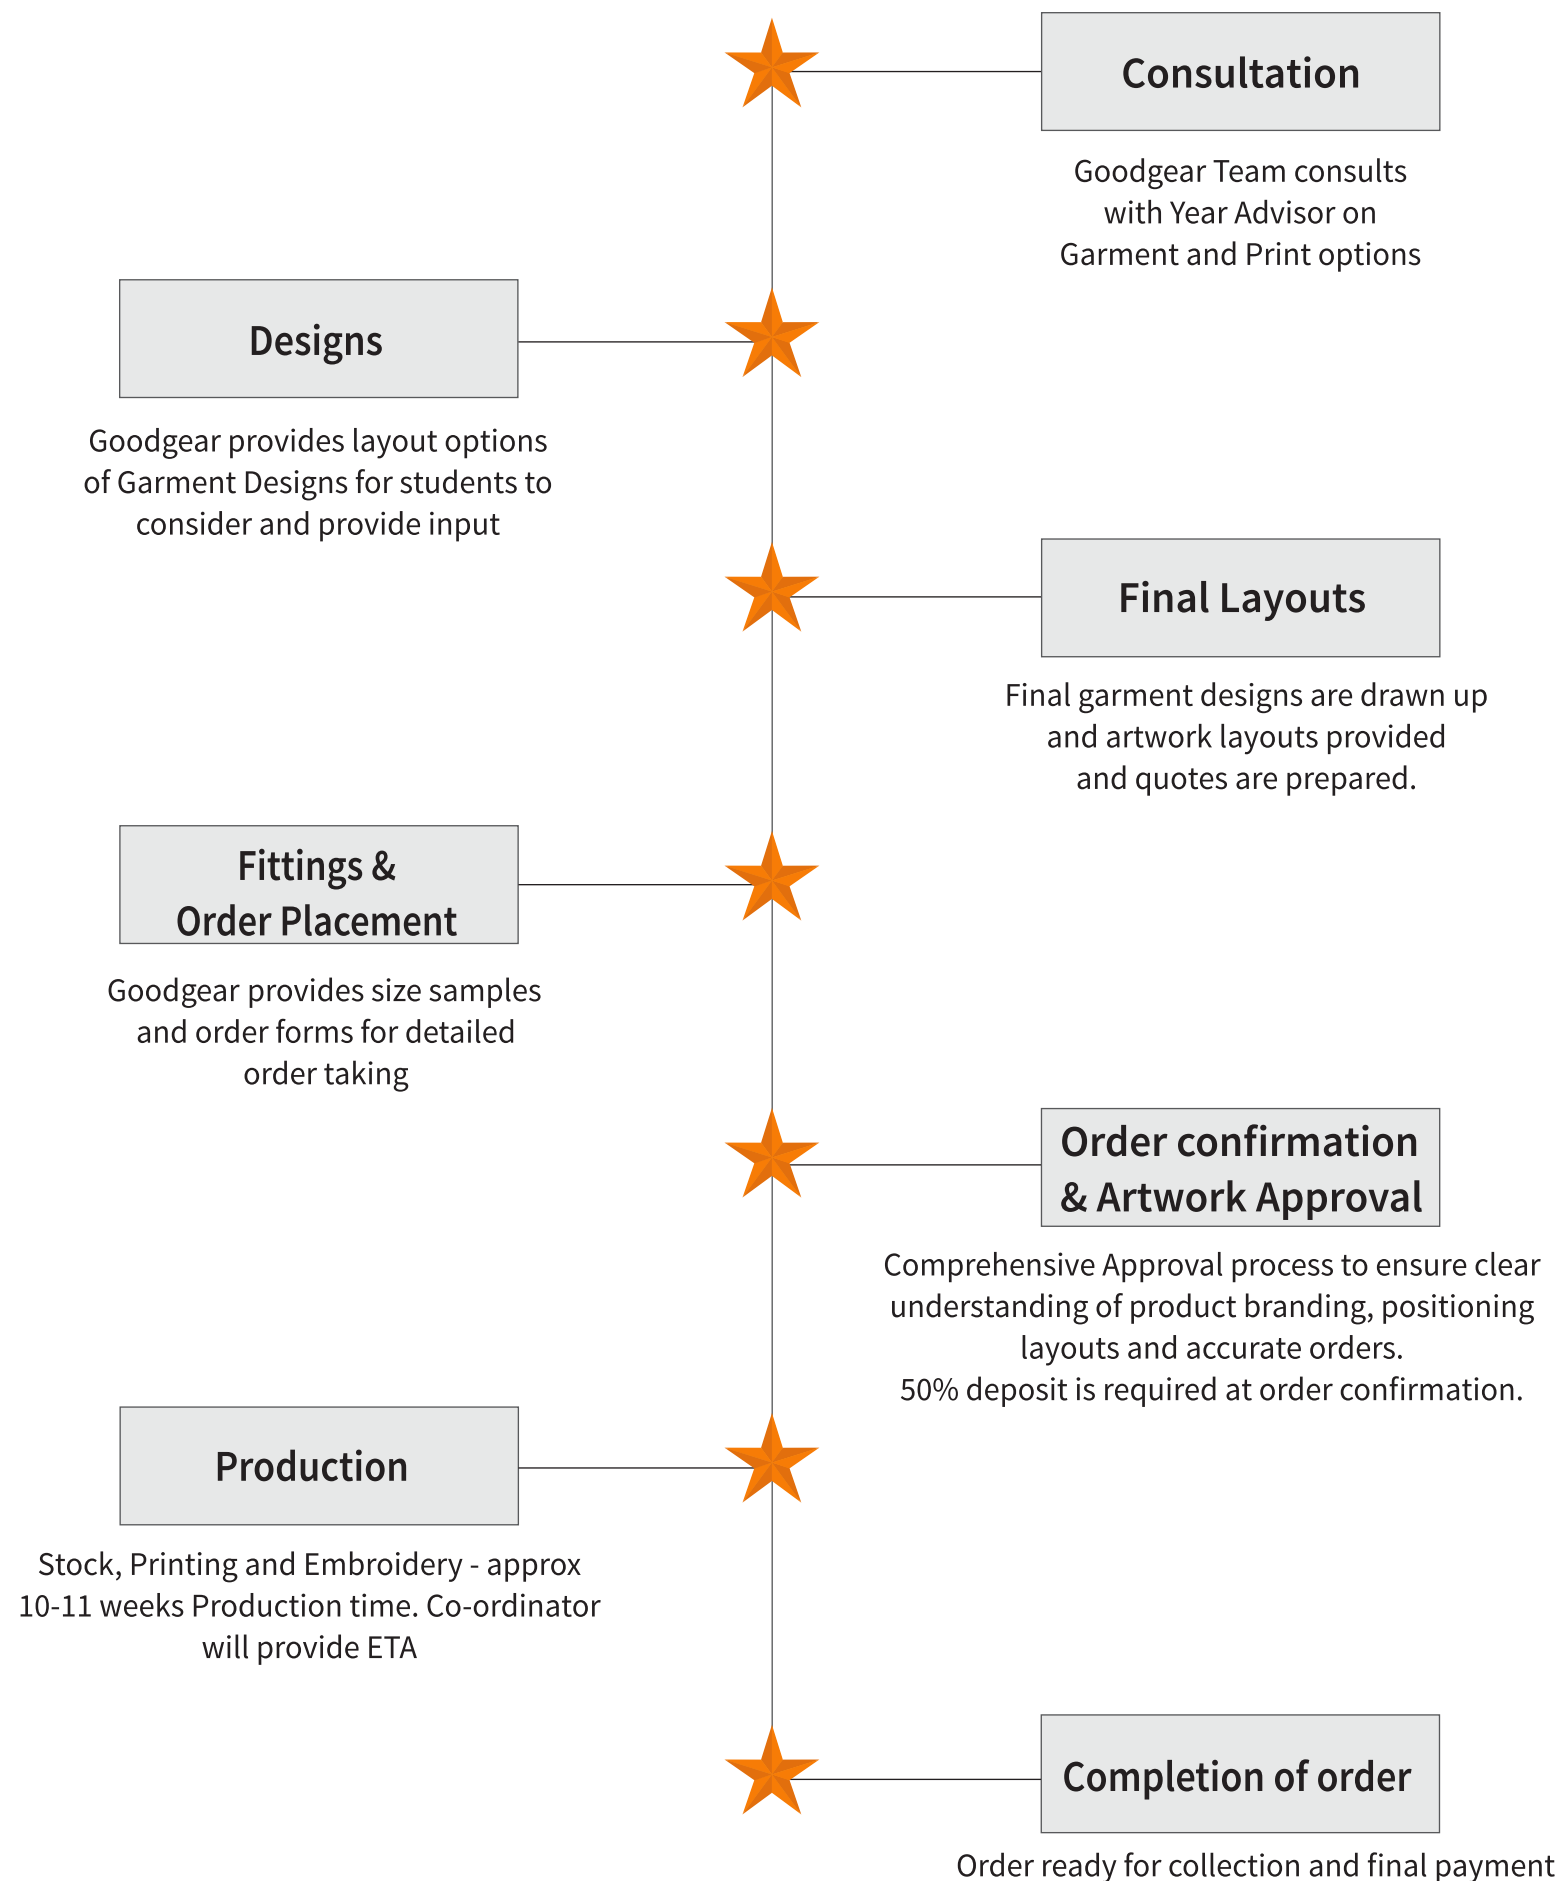 Consultation
Goodgear Team consults
with Year Advisor on
Garment and Print options
Designs
Goodgear provides layout options
of Garment Designs for students to
consider and provide input
Final Layouts
Final garment designs are drawn up
and artwork layouts provided
and quotes are prepared.
Fittings &
Order Placement
Goodgear provides size samples
and order forms for detailed
order taking
Order confirmation
& Artwork Approval
Comprehensive Approval process to ensure clear
understanding of product branding, positioning
layouts and accurate orders.
50% deposit is required at order confirmation.
Production
Stock, Printing and Embroidery - approx
10-11 weeks Production time. Co-ordinator
will provide ETA
Completion of order
Order ready for collection and final payment